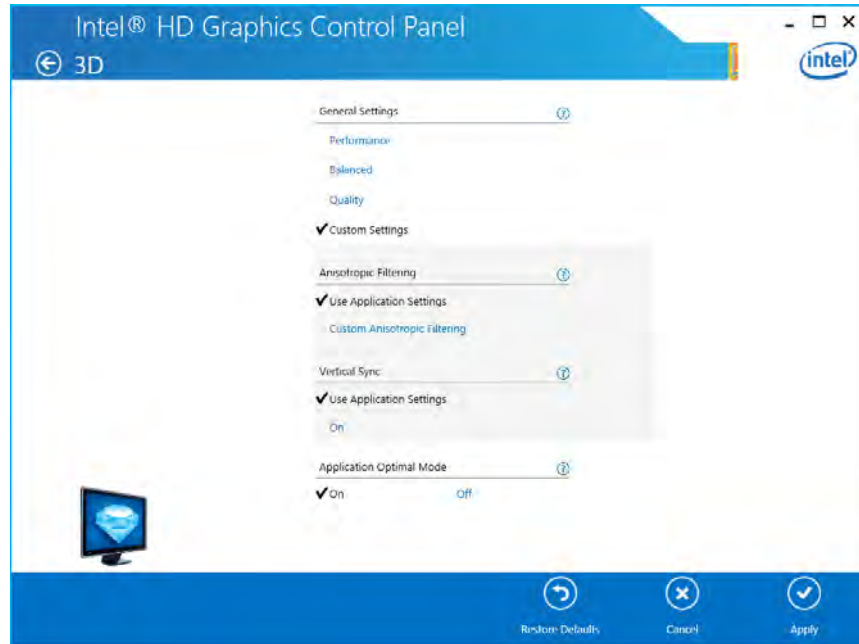 Intel® HD Graphics Control Panel
3D
intel
General Settings
Performance
Balanced
Quality
Custom Settings
Anisotropic Filtering
Use Application Settings
Custom Anisotropic Filtering
Vertical Sync
Use Application Settings
On
Application Optimal Mode
On Off
Restore Defaults Cancel Apply